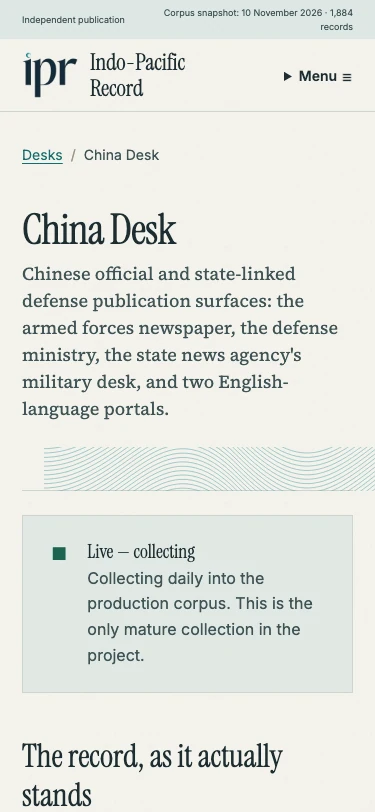 Independent publication
Corpus snapshot: 10 November 2026 · 1,884
records
ipr
Indo-Pacific
Record
Menu
Desks / China Desk
China Desk
Chinese official and state-linked
defense publication surfaces: the
armed forces newspaper, the defense
ministry, the state news agency's
military desk, and two English-
language portals.
Live — collecting
Collecting daily into the
production corpus. This is the
only mature collection in the
project.
The record, as it actually
stands